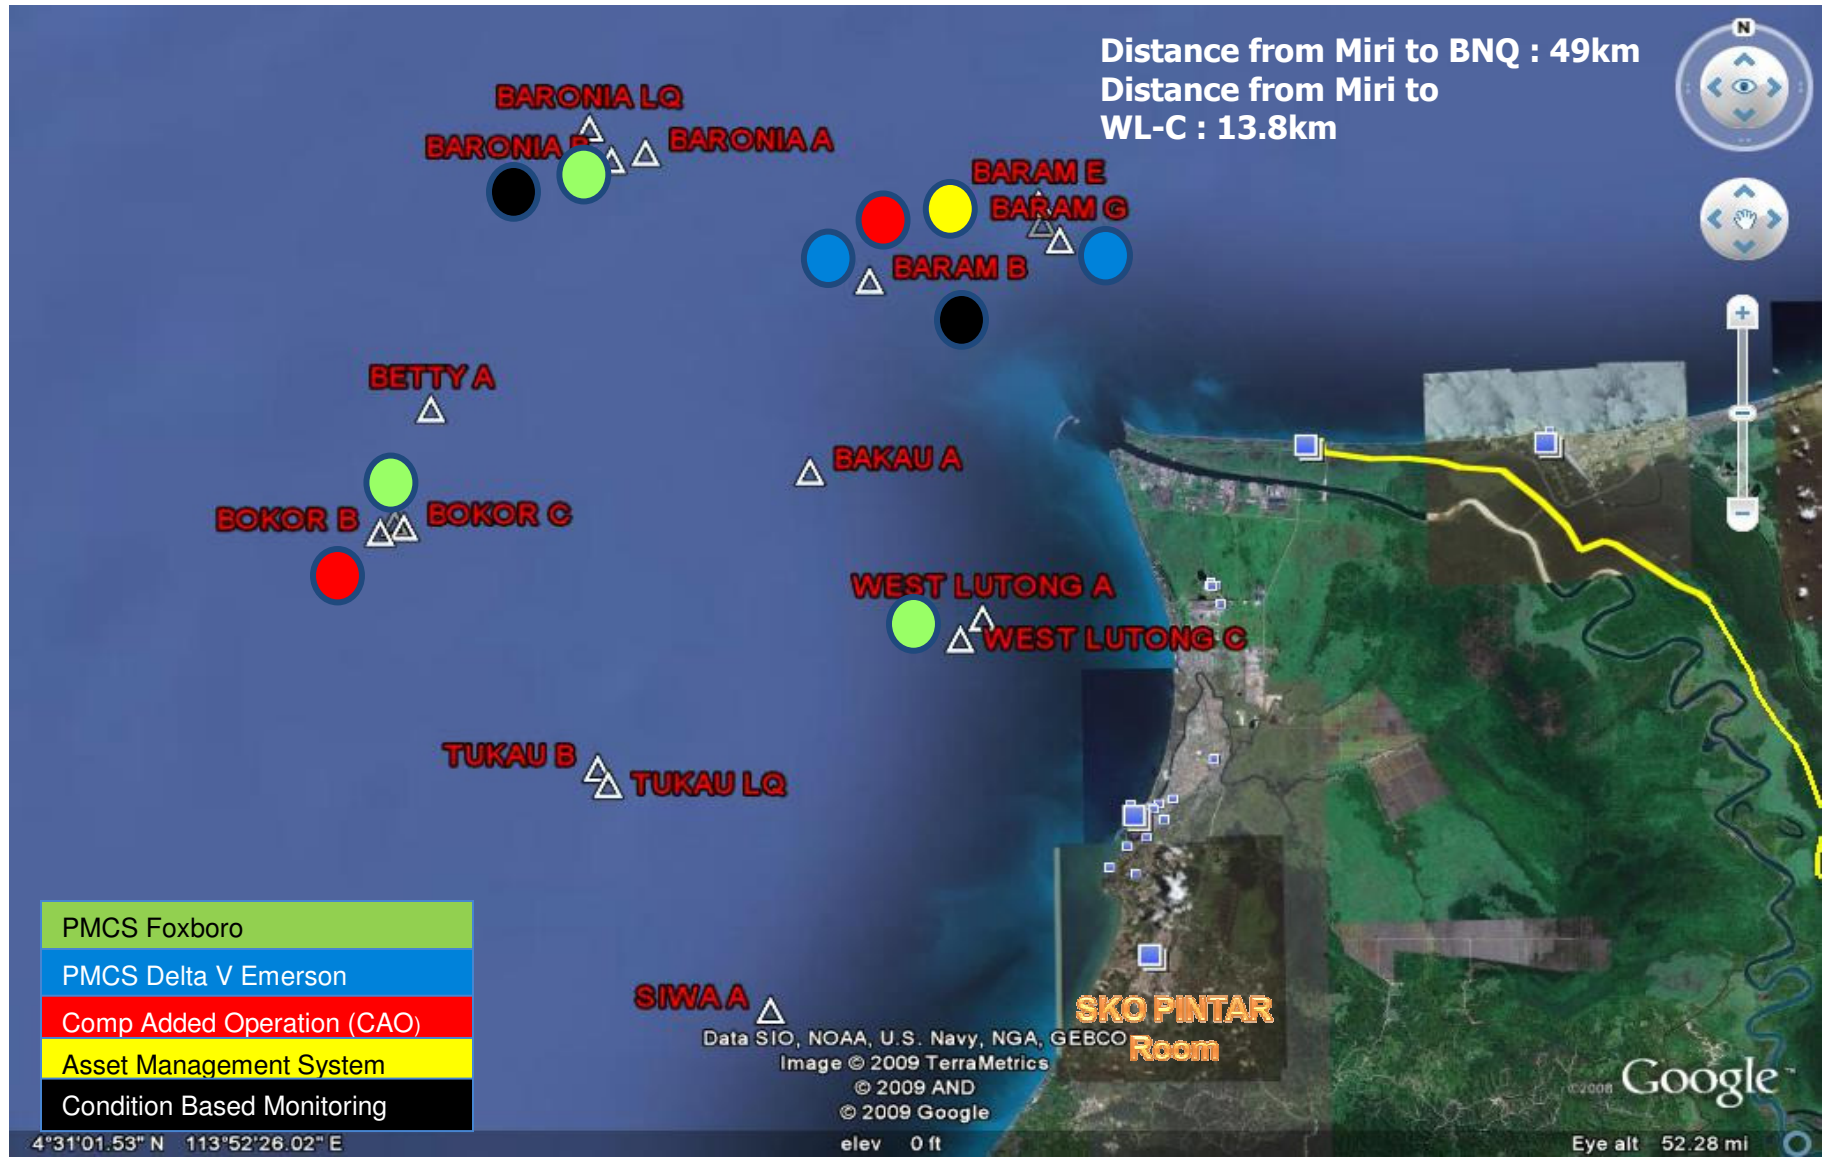 Distance from Miri to BNQ : 49km
Distance from Miri to
WL-C : 13.8km
N
BARONIA LQ
BARONIA A
BARONIA B
BARAM E
BARAM G
BARAM B
BETTY A
BAKAU A
BOKOR B
BOKOR C
WEST LUTONG A
WEST LUTONG C
TUKAU B
TUKAU LQ
SIWA A
SKO PINTAR
Room
PMCS Foxboro
PMCS Delta V Emerson
Comp Added Operation (CAO)
Asset Management System
Condition Based Monitoring
Data SIO, NOAA, U.S. Navy, NGA, GEBCO
Image © 2009 TerraMetrics
© 2009 AND
© 2009 Google
©2008 Google™
4°31'01.53" N 113°52'26.02" E
elev 0 ft
Eye alt 52.28 mi